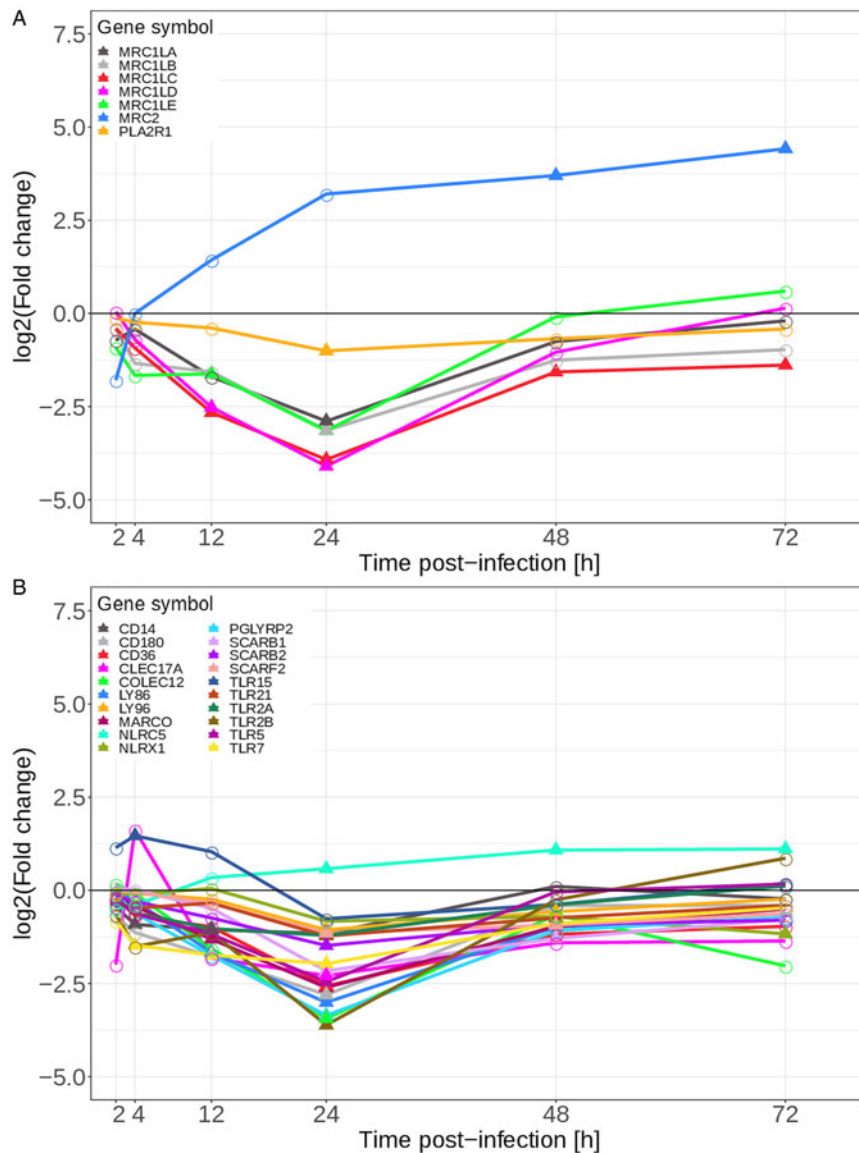 A
Gene symbol
MRC1LA
MRC1LB
MRC1LC
MRC1LD
MRC1LE
MRC2
PLA2R1
7.5
5.0
2.5
0.0
−2.5
−5.0
log2(Fold change)
2 4 12 24 48 72
Time post−infection [h]
B
Gene symbol
CD14 PGLYRP2
CD180 SCARB1
CD36 SCARB2
CLEC17A SCARF2
COLEC12 TLR15
LY86 TLR21
LY96 TLR2A
MARCO TLR2B
NLRC5 TLR5
NLRX1 TLR7
7.5
5.0
2.5
0.0
−2.5
−5.0
log2(Fold change)
2 4 12 24 48 72
Time post−infection [h]